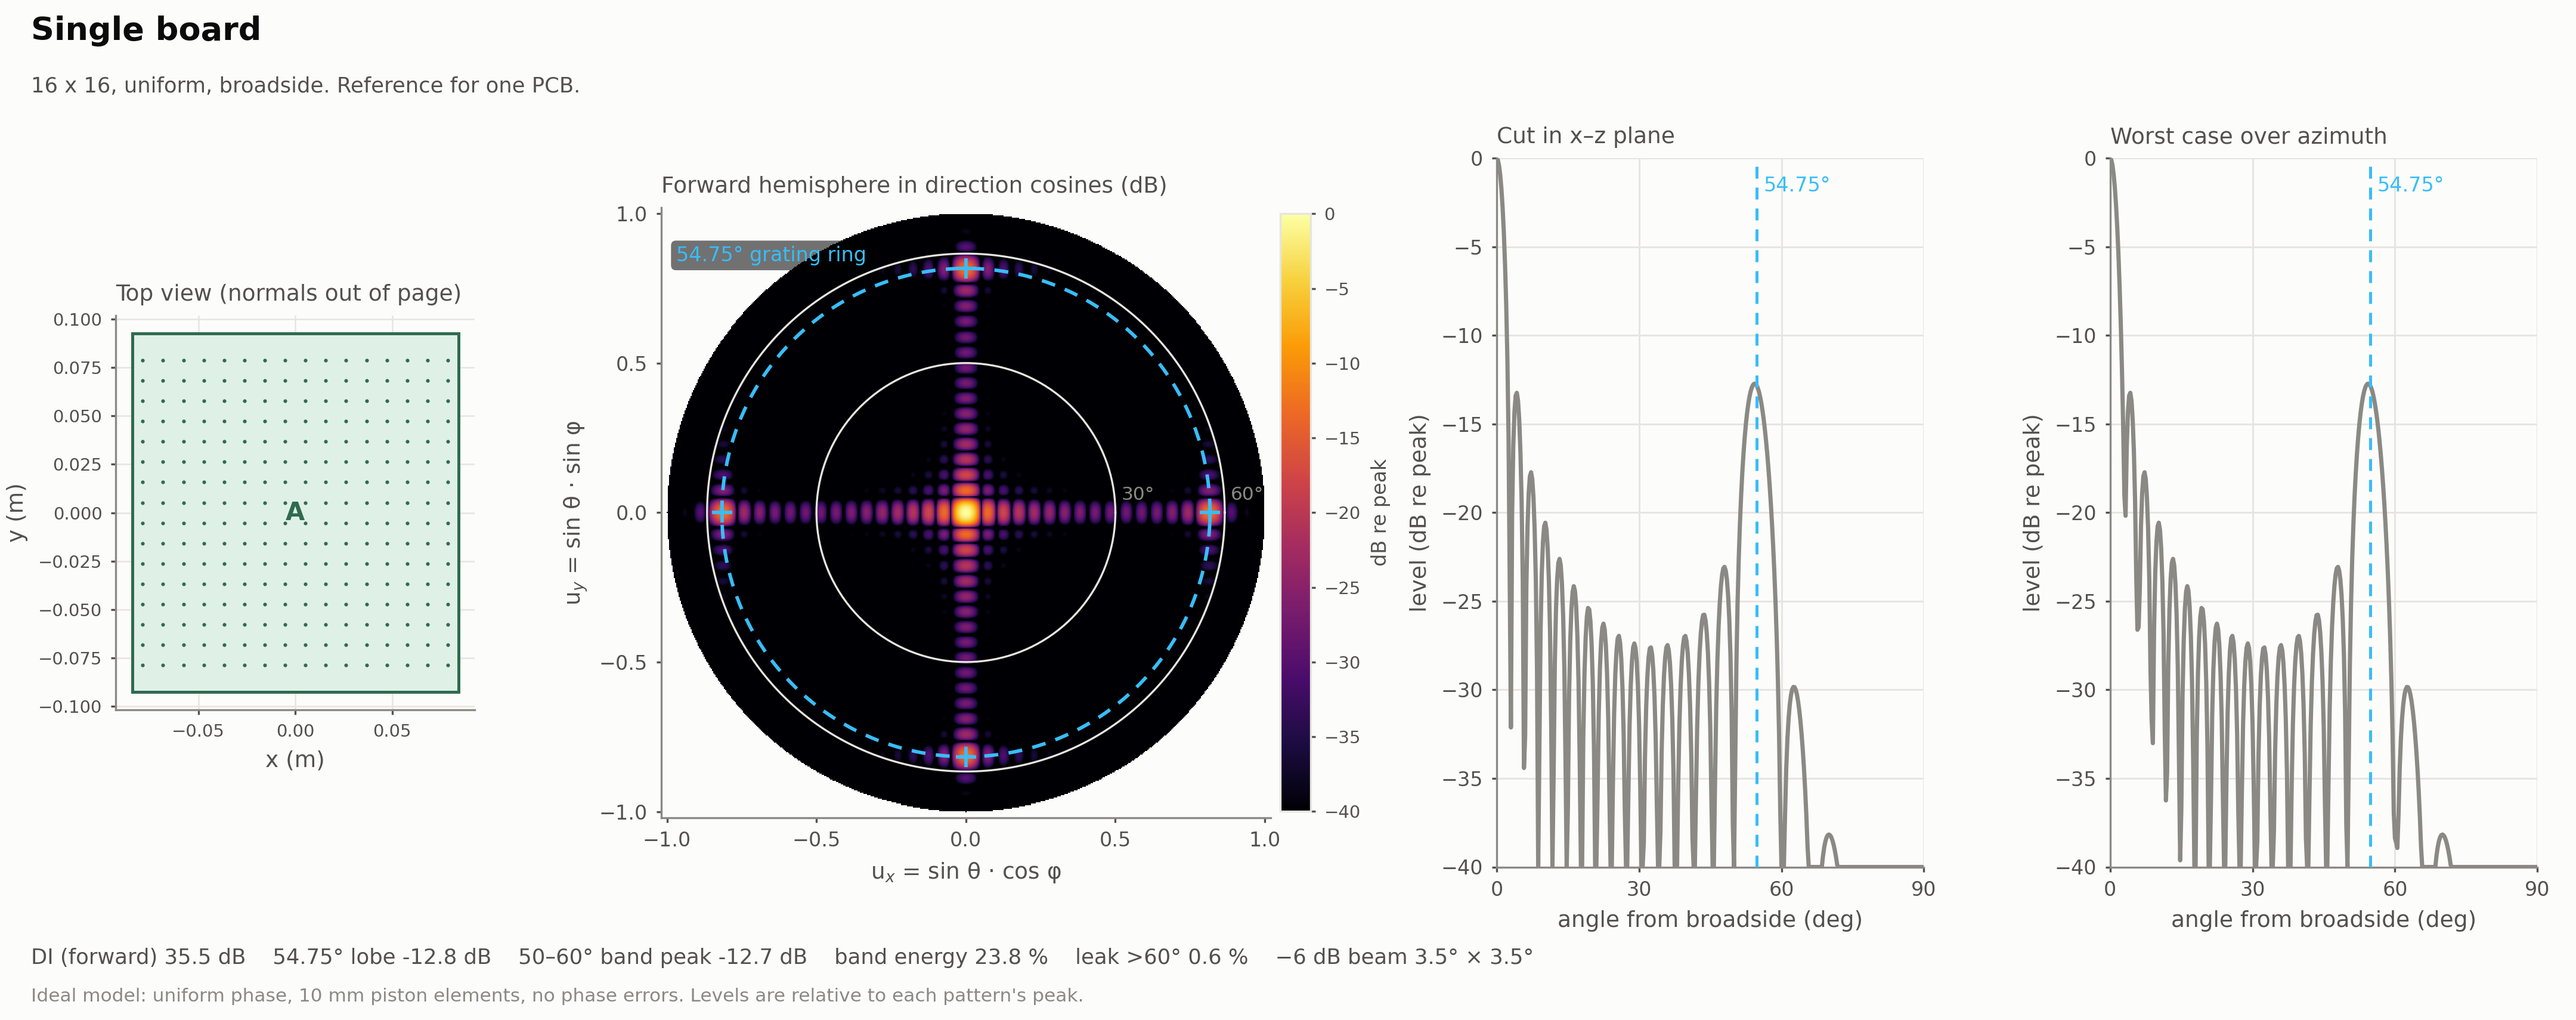 Single board
16 x 16, uniform, broadside. Reference for one PCB.
Top view (normals out of page)
0.100
0.075
0.050
0.025
0.000
−0.025
−0.050
−0.075
−0.100
y (m)
A
−0.05 0.00 0.05
x (m)
Forward hemisphere in direction cosines (dB)
54.75° grating ring
1.0
0.5
0.0
−0.5
−1.0
uy = sin θ · sin φ
30° 60°
−1.0 −0.5 0.0 0.5 1.0
ux = sin θ · cos φ
0
−5
−10
−15
−20
−25
−30
−35
−40
dB re peak
Cut in x–z plane
54.75°
0
−5
−10
−15
−20
−25
−30
−35
−40
level (dB re peak)
0 30 60 90
angle from broadside (deg)
Worst case over azimuth
54.75°
0
−5
−10
−15
−20
−25
−30
−35
−40
level (dB re peak)
0 30 60 90
angle from broadside (deg)
DI (forward) 35.5 dB 54.75° lobe -12.8 dB 50–60° band peak -12.7 dB band energy 23.8 % leak >60° 0.6 % −6 dB beam 3.5° × 3.5°
Ideal model: uniform phase, 10 mm piston elements, no phase errors. Levels are relative to each pattern's peak.